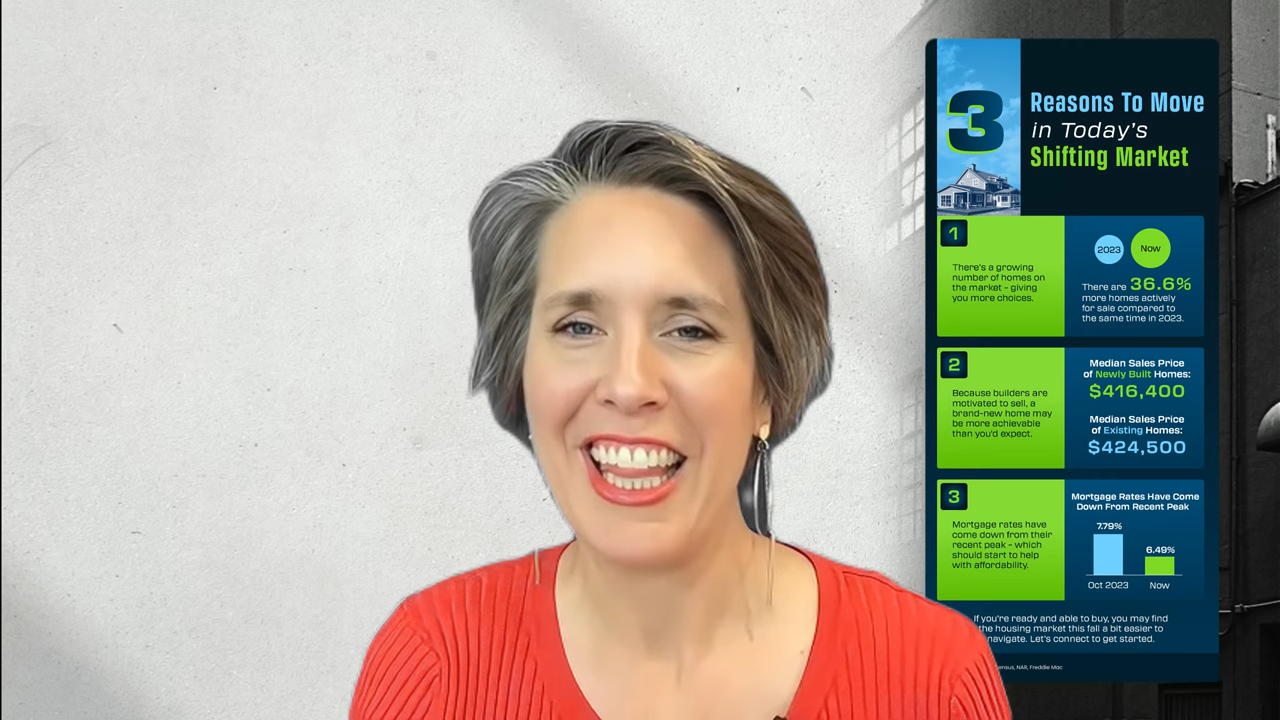 3
Reasons To Move
in Today's
Shifting Market
1
There's a growing
number of homes on
the market – giving
you more choices.
2023
Now
There are 36.6%
more homes actively
for sale compared to
the same time in 2023.
2
Because builders are
motivated to sell, a
brand-new home may
be more achievable
than you'd expect.
Median Sales Price
of Newly Built Homes:
$416,400
Median Sales Price
of Existing Homes:
$424,500
3
Mortgage rates have
come down from their
recent peak – which
should start to help
with affordability.
Mortgage Rates Have Come
Down From Recent Peak
7.79%
6.49%
Oct 2023
Now
If you're ready and able to buy, you may find
the housing market this fall a bit easier to
navigate. Let's connect to get started.
NAR, Freddie Mac